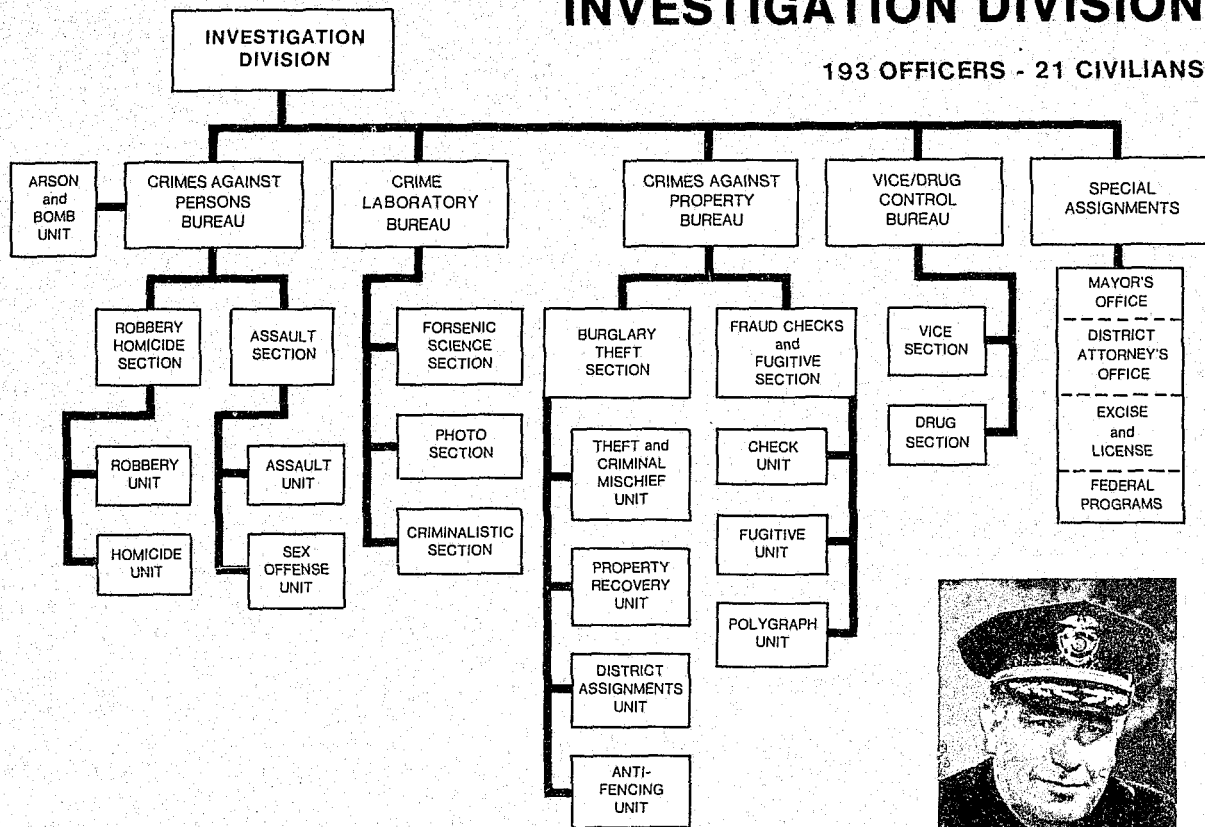 INVESTIGATION DIVISION
193 OFFICERS - 21 CIVILIANS
INVESTIGATION
DIVISION
ARSON
and
BOMB
UNIT
CRIMES AGAINST
PERSONS
BUREAU
CRIME
LABORATORY
BUREAU
CRIMES AGAINST
PROPERTY
BUREAU
VICE/DRUG
CONTROL
BUREAU
SPECIAL
ASSIGNMENTS
ROBBERY
HOMICIDE
SECTION
ASSAULT
SECTION
ROBBERY
UNIT
HOMICIDE
UNIT
ASSAULT
UNIT
SEX
OFFENSE
UNIT
FORSENIC
SCIENCE
SECTION
PHOTO
SECTION
CRIMINALISTIC
SECTION
BURGLARY
THEFT
SECTION
FRAUD CHECKS
and
FUGITIVE
SECTION
THEFT and
CRIMINAL
MISCHIEF
UNIT
PROPERTY
RECOVERY
UNIT
DISTRICT
ASSIGNMENTS
UNIT
ANTI-
FENCING
UNIT
CHECK
UNIT
FUGITIVE
UNIT
POLYGRAPH
UNIT
VICE
SECTION
DRUG
SECTION
MAYOR'S
OFFICE
DISTRICT
ATTORNEY'S
OFFICE
EXCISE
and
LICENSE
FEDERAL
PROGRAMS